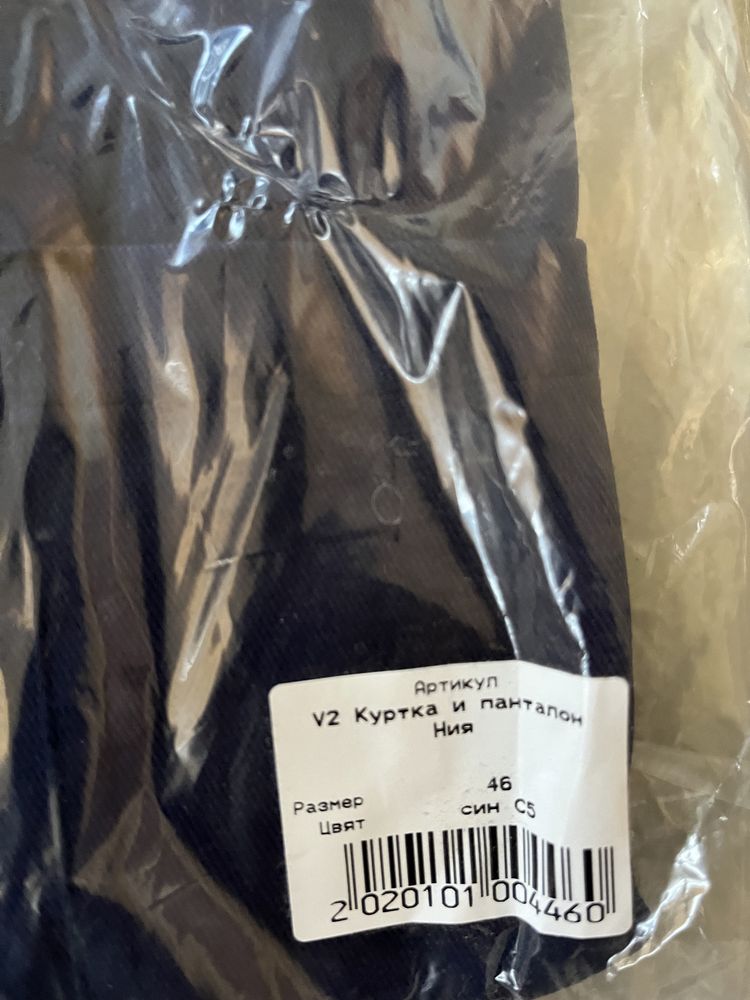 Артикул
V2 Куртка и панталон
Ния
Размер 46
Цвят син С5
2 020101 004460